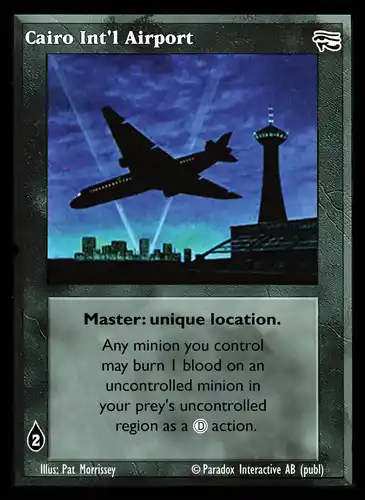 Cairo Int'l Airport
Master: unique location.
Any minion you control
may burn 1 blood on an
uncontrolled minion in
your prey's uncontrolled
region as a Ⓓ action.
2
Illus: Pat Morrissey © Paradox Interactive AB (publ)